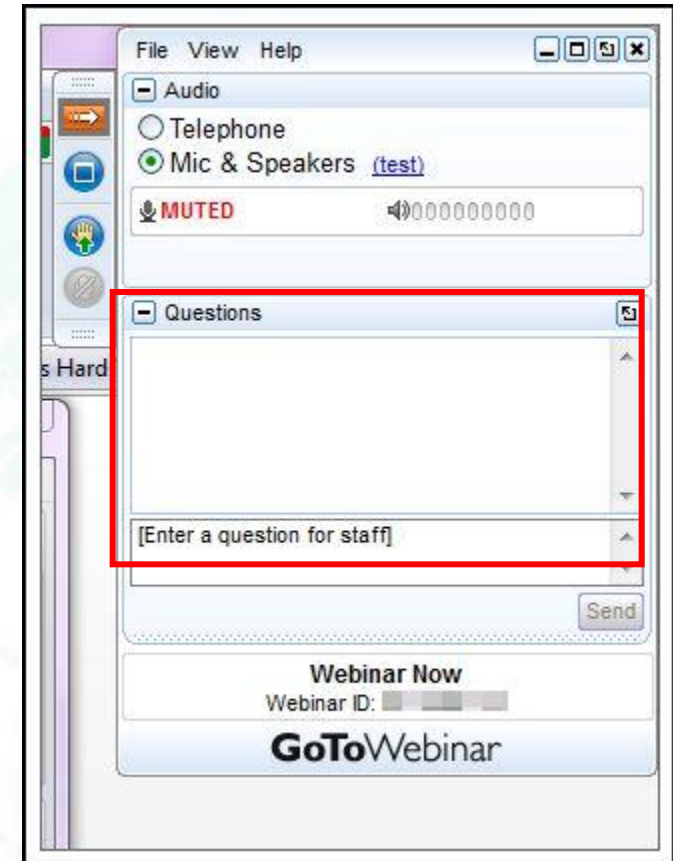 File View Help
Audio
Telephone
Mic & Speakers (test)
MUTED 000000000
Questions
s Hard
[Enter a question for staff]
Send
Webinar Now
Webinar ID:
GoToWebinar